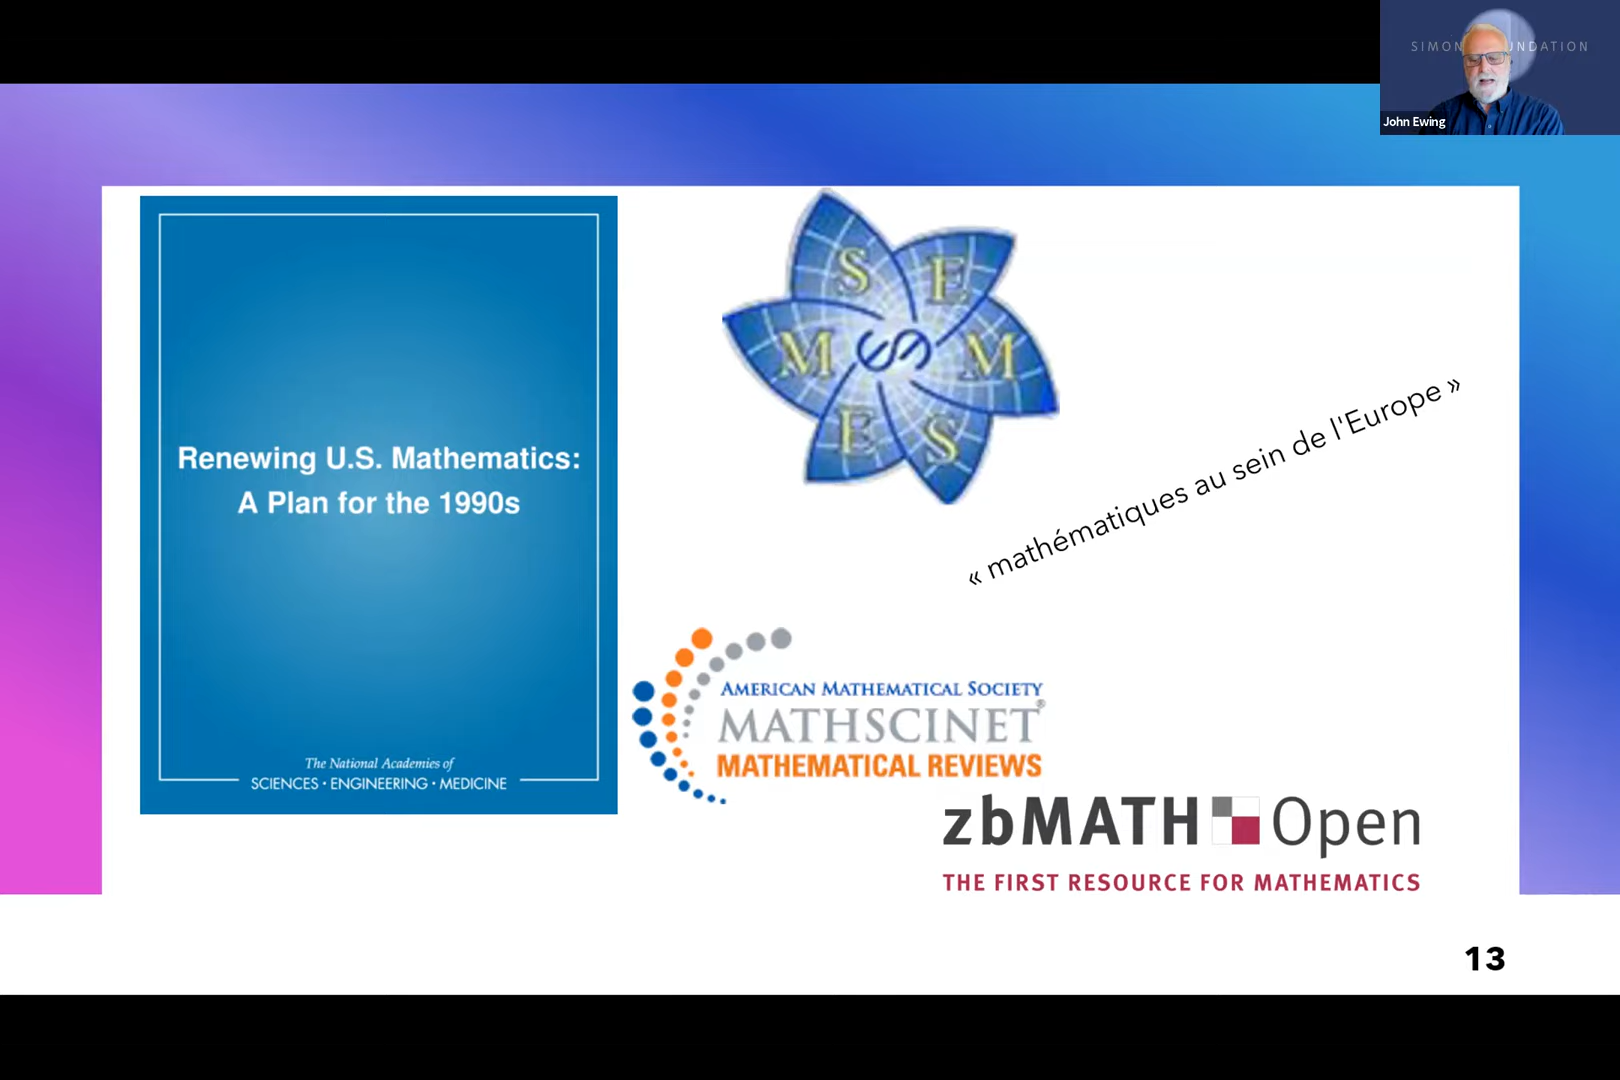 SIMONS FOUNDATION
John Ewing
Renewing U.S. Mathematics:
A Plan for the 1990s
The National Academies of
SCIENCES · ENGINEERING · MEDICINE
S E
M S M
E S
« mathématiques au sein de l'Europe »
AMERICAN MATHEMATICAL SOCIETY
MATHSCINET®
MATHEMATICAL REVIEWS
zbMATH Open
THE FIRST RESOURCE FOR MATHEMATICS
13